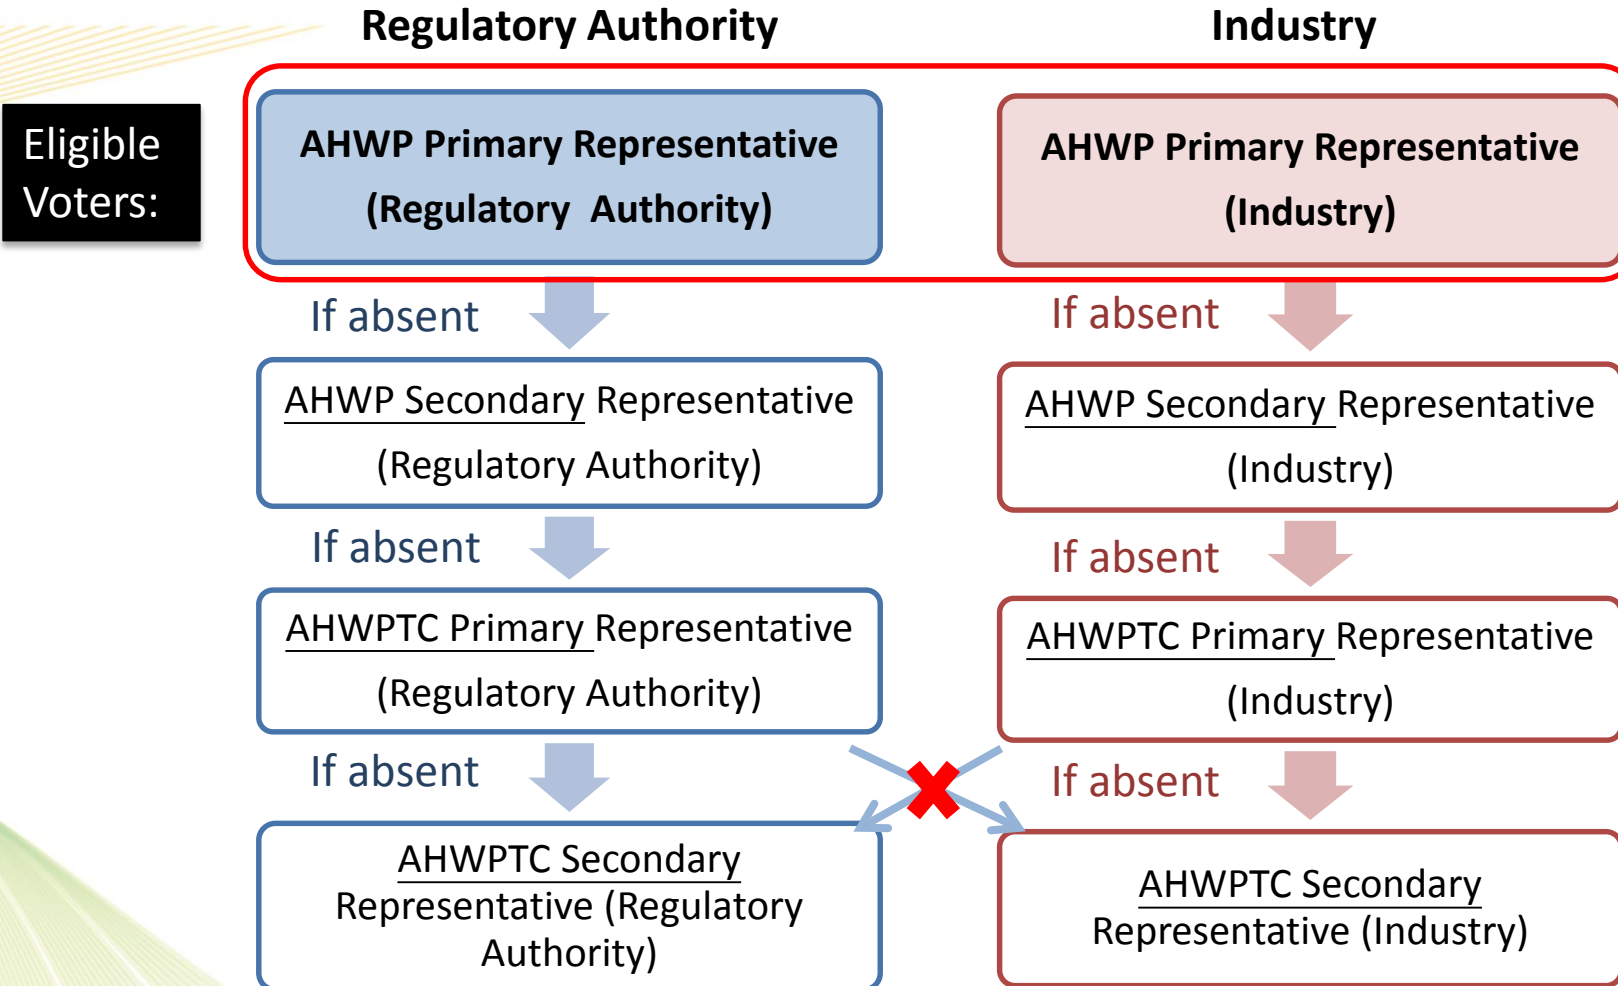 Regulatory Authority
Industry
Eligible
Voters:
AHWP Primary Representative
(Regulatory Authority)
AHWP Primary Representative
(Industry)
If absent
If absent
AHWP Secondary Representative
(Regulatory Authority)
AHWP Secondary Representative
(Industry)
If absent
If absent
AHWPTC Primary Representative
(Regulatory Authority)
AHWPTC Primary Representative
(Industry)
If absent
If absent
AHWPTC Secondary
Representative (Regulatory
Authority)
AHWPTC Secondary
Representative (Industry)